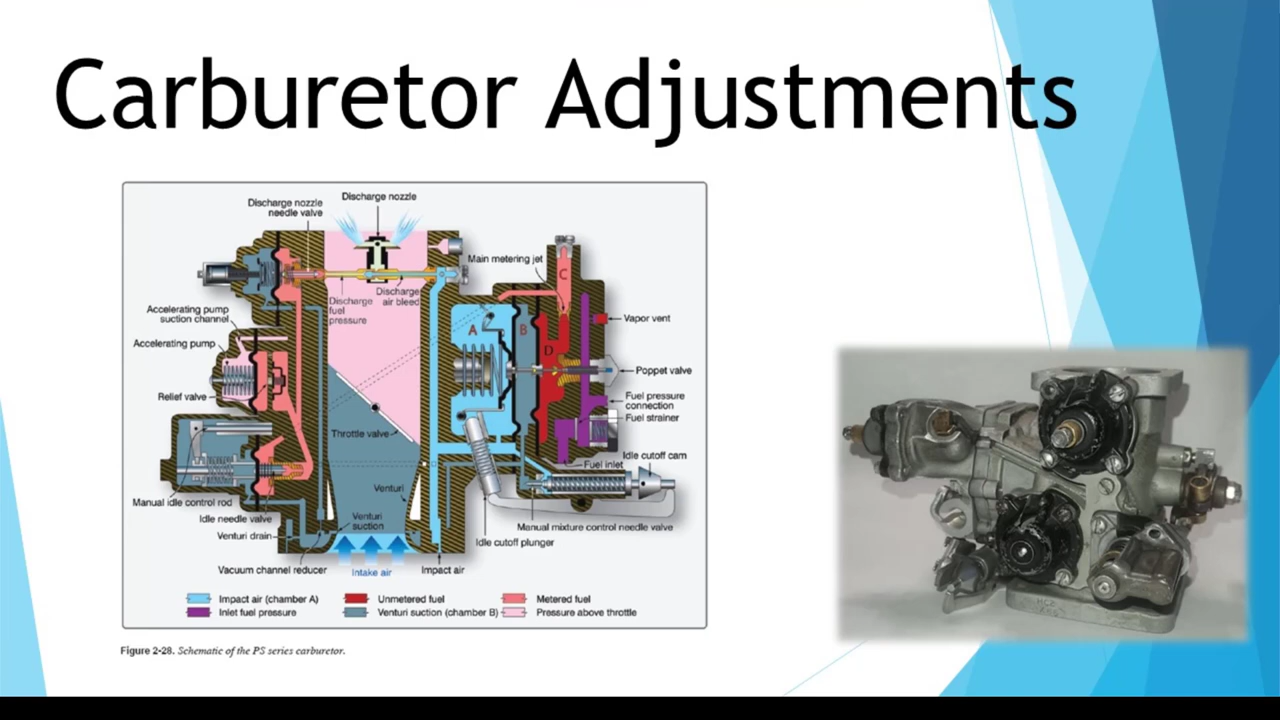 Carburetor Adjustments
Discharge nozzle
Discharge nozzle
needle valve
Main metering jet
C
Discharge
fuel
pressure
Discharge
air bleed
Accelerating pump
suction channel
A
B
D
Vapor vent
Accelerating pump
Poppet valve
Relief valve
Fuel pressure
connection
Fuel strainer
Throttle valve
Idle cutoff cam
Fuel inlet
Venturi
Manual idle control rod
Idle needle valve
Venturi
suction
Manual mixture control needle valve
Venturi drain
Idle cutoff plunger
Vacuum channel reducer
Intake air
Impact air
Impact air (chamber A)
Unmetered fuel
Metered fuel
Inlet fuel pressure
Venturi suction (chamber B)
Pressure above throttle
Figure 2-28. Schematic of the PS series carburetor.